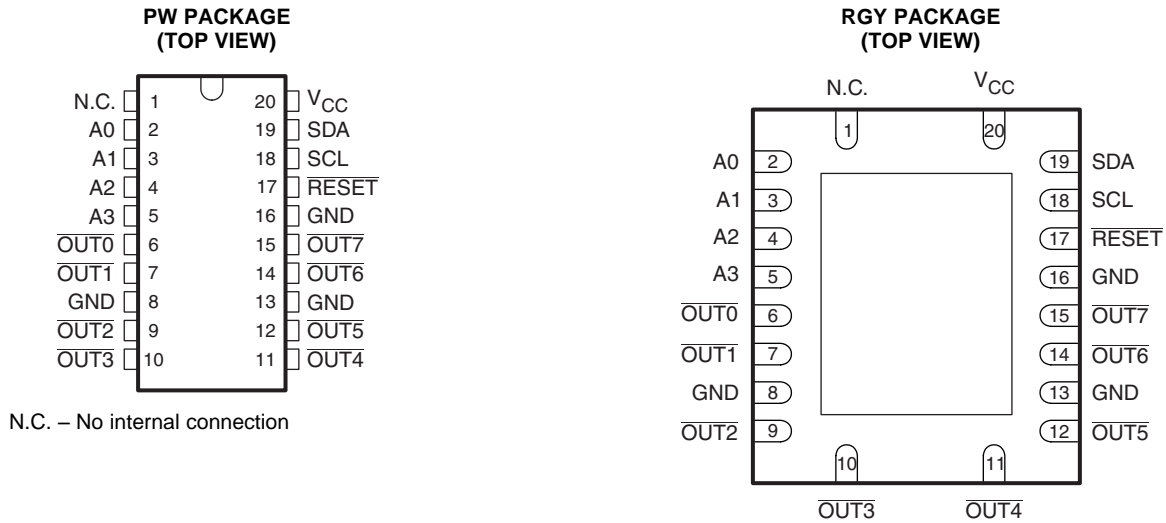 PW PACKAGE
(TOP VIEW)
N.C. 1 20 VCC
A0 2 19 SDA
A1 3 18 SCL
A2 4 17 RESET
A3 5 16 GND
OUT0 6 15 OUT7
OUT1 7 14 OUT6
GND 8 13 GND
OUT2 9 12 OUT5
OUT3 10 11 OUT4
N.C. – No internal connection
RGY PACKAGE
(TOP VIEW)
N.C. VCC
1 20
A0 2 19 SDA
A1 3 18 SCL
A2 4 17 RESET
A3 5 16 GND
OUT0 6 15 OUT7
OUT1 7 14 OUT6
GND 8 13 GND
OUT2 9 12 OUT5
10 11
OUT3 OUT4